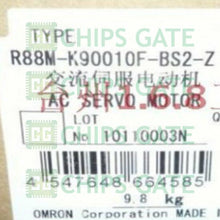 CHIPS GATE
TYPE
R88M-K90010F-BS2-Z
交流伺服电动机
AC SERVO MOTOR
LOT
No. T0110003N
4 547648 664585
9.8 kg
OMRON Corporation MADE